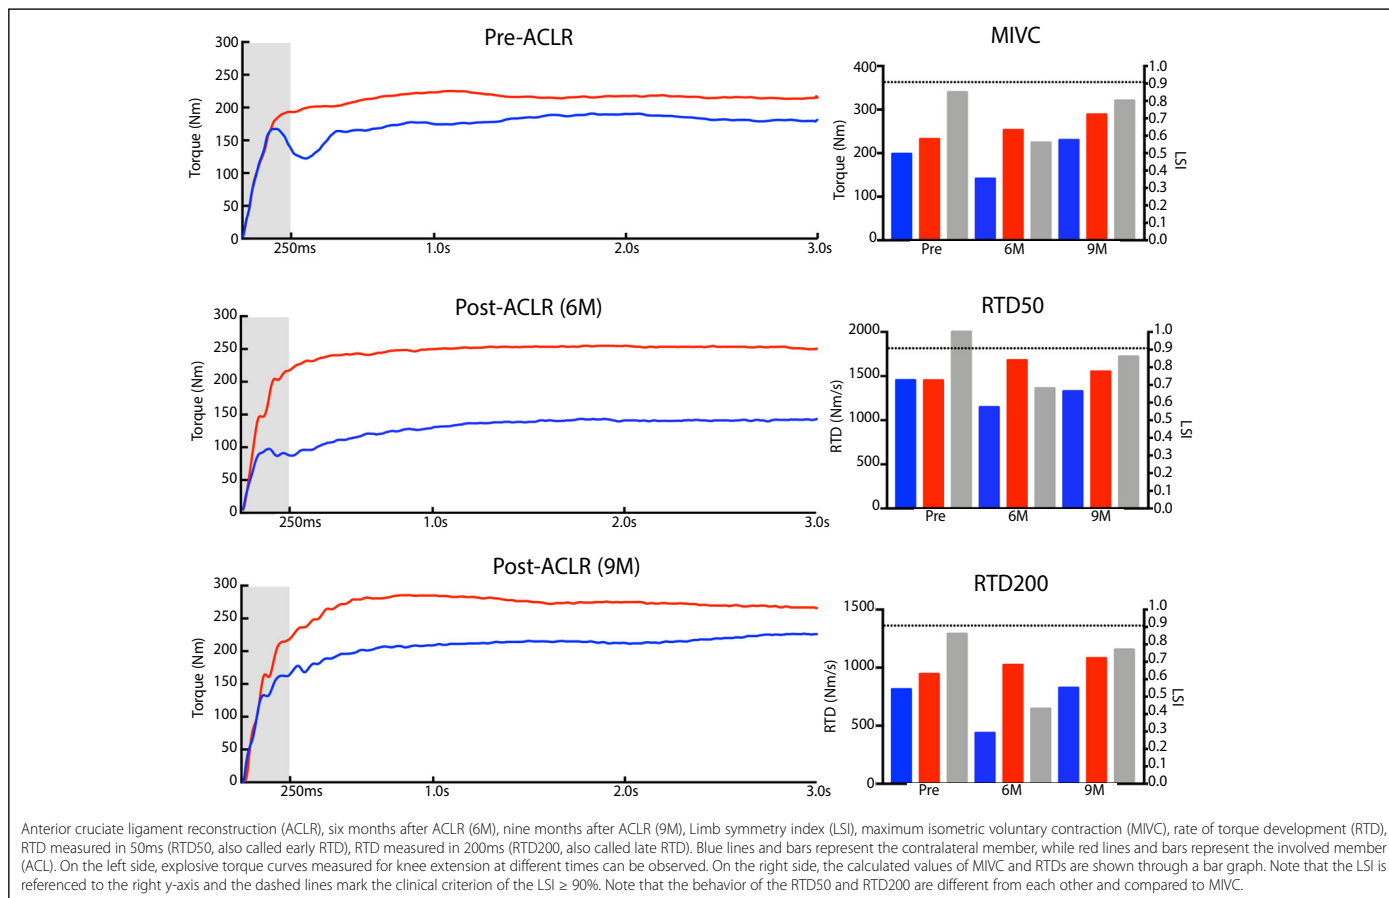 Pre-ACLR
300
250
200
150
100
50
0
Torque (Nm)
250ms 1.0s 2.0s 3.0s
MIVC
400
300
200
100
0
Torque (Nm)
1.0
0.9
0.8
0.7
0.6
0.5
0.4
0.3
0.2
0.1
0.0
LSI
Pre 6M 9M
Post-ACLR (6M)
300
250
200
150
100
50
0
Torque (Nm)
250ms 1.0s 2.0s 3.0s
RTD50
2000
1500
1000
500
0
RTD (Nm/s)
1.0
0.9
0.8
0.7
0.6
0.5
0.4
0.3
0.2
0.1
0.0
LSI
Pre 6M 9M
Post-ACLR (9M)
300
250
200
150
100
50
0
Torque (Nm)
250ms 1.0s 2.0s 3.0s
RTD200
1500
1000
500
0
RTD (Nm/s)
1.0
0.9
0.8
0.7
0.6
0.5
0.4
0.3
0.2
0.1
0.0
LSI
Pre 6M 9M
Anterior cruciate ligament reconstruction (ACLR), six months after ACLR (6M), nine months after ACLR (9M), Limb symmetry index (LSI), maximum isometric voluntary contraction (MIVC), rate of torque development (RTD),
RTD measured in 50ms (RTD50, also called early RTD), RTD measured in 200ms (RTD200, also called late RTD). Blue lines and bars represent the contralateral member, while red lines and bars represent the involved member
(ACL). On the left side, explosive torque curves measured for knee extension at different times can be observed. On the right side, the calculated values of MIVC and RTDs are shown through a bar graph. Note that the LSI is
referenced to the right y-axis and the dashed lines mark the clinical criterion of the LSI ≥ 90%. Note that the behavior of the RTD50 and RTD200 are different from each other and compared to MIVC.